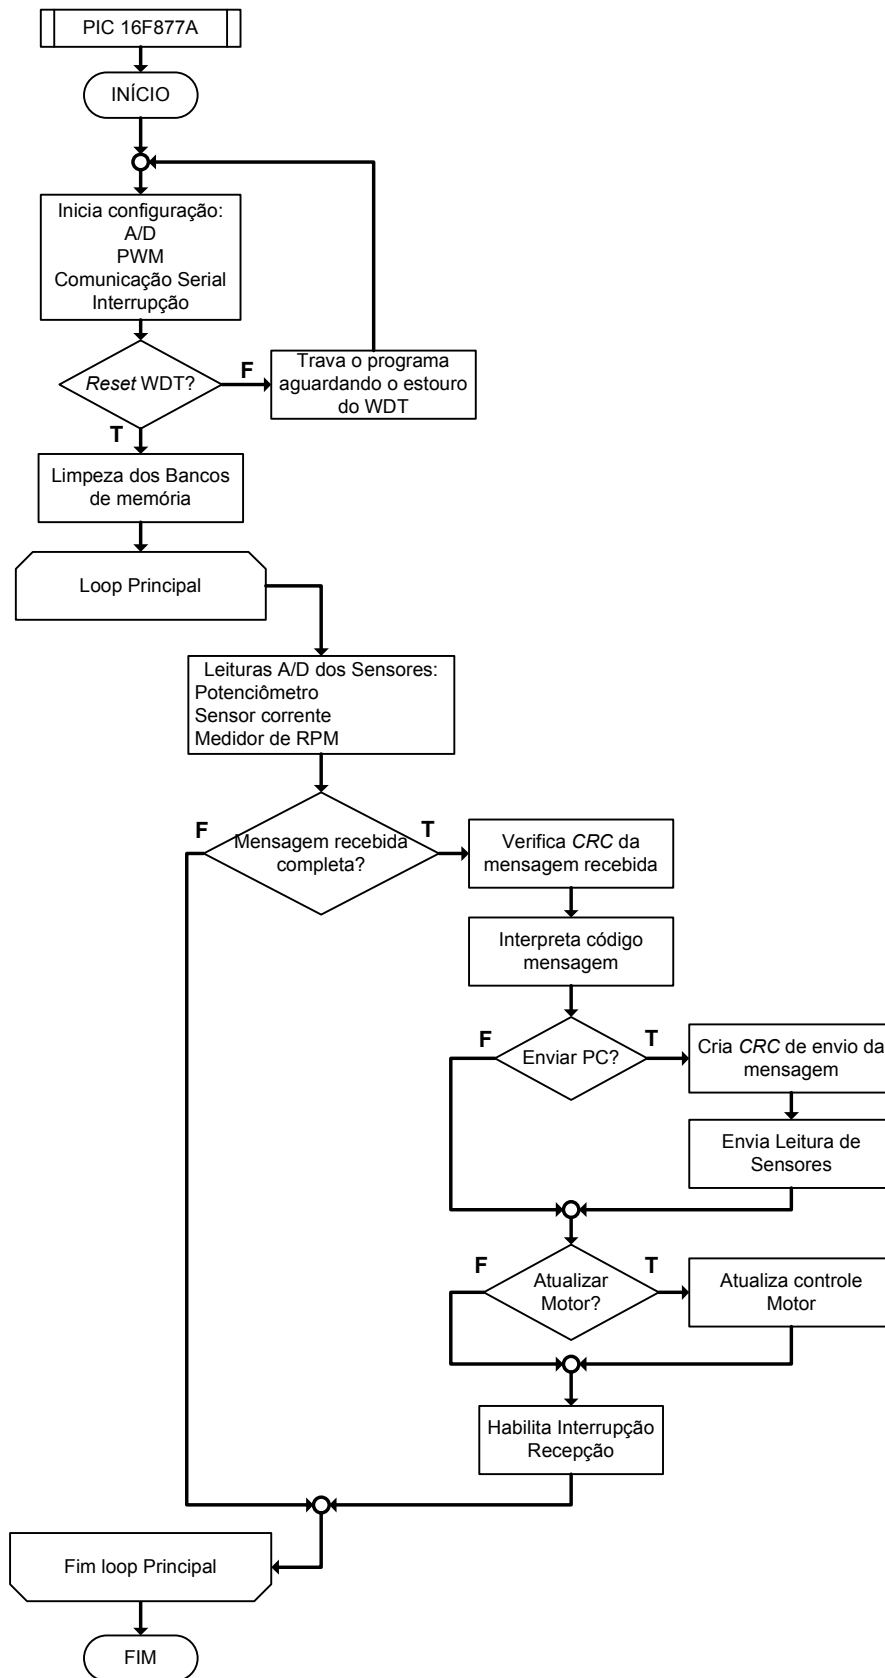 PIC 16F877A
INÍCIO
Inicia configuração:
A/D
PWM
Comunicação Serial
Interrupção
Reset WDT?
F
Trava o programa
aguardando o estouro
do WDT
T
Limpeza dos Bancos
de memória
Loop Principal
Leituras A/D dos Sensores:
Potenciômetro
Sensor corrente
Medidor de RPM
F
Mensagem recebida
completa?
T
Verifica CRC da
mensagem recebida
Interpreta código
mensagem
F
Enviar PC?
T
Cria CRC de envio da
mensagem
Envia Leitura de
Sensores
F
Atualizar
Motor?
T
Atualiza controle
Motor
Habilita Interrupção
Recepção
Fim loop Principal
FIM